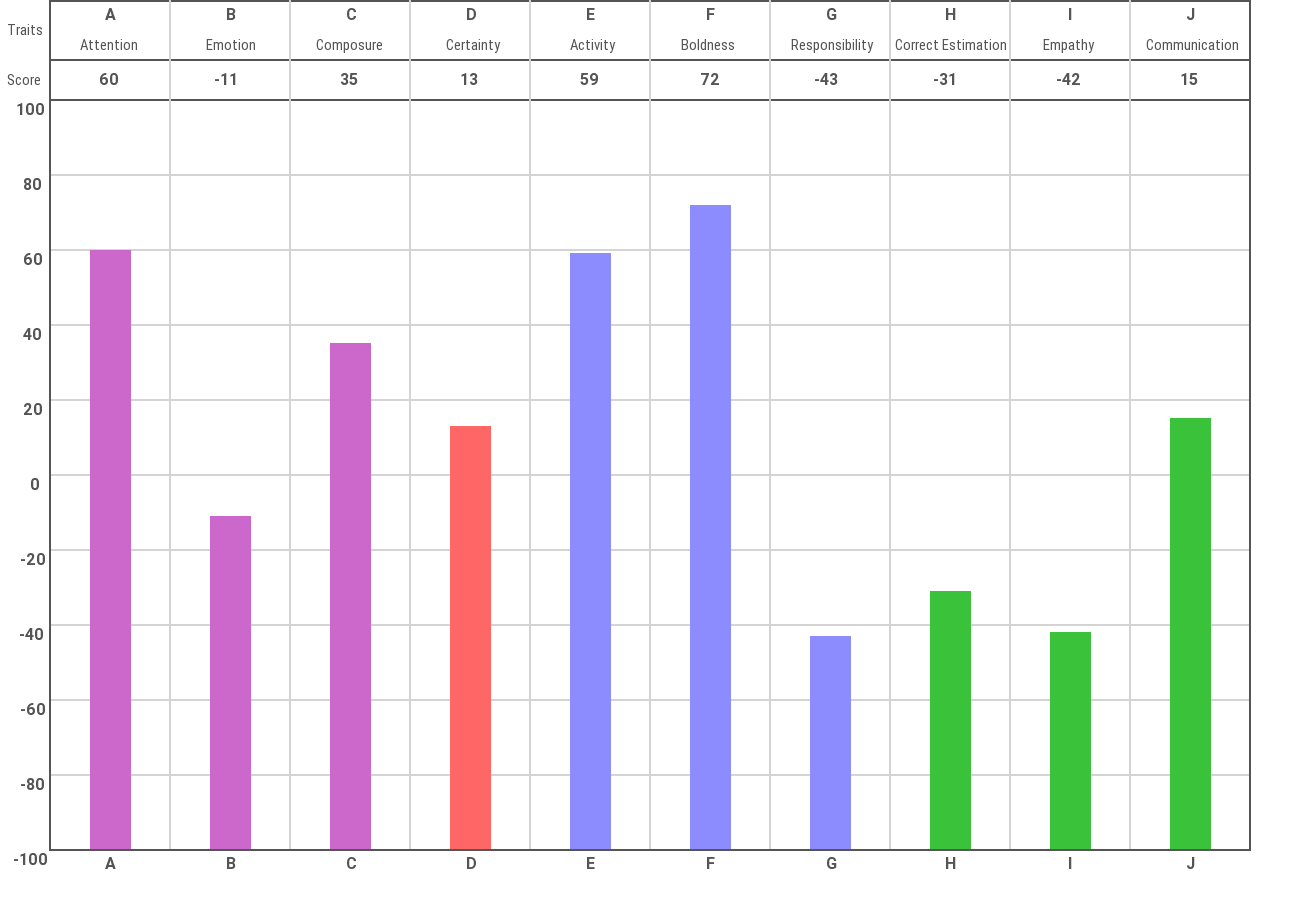 Traits
A B C D E F G H I J
Attention Emotion Composure Certainty Activity Boldness Responsibility Correct Estimation Empathy Communication
Score 60 -11 35 13 59 72 -43 -31 -42 15
100
80
60
40
20
0
-20
-40
-60
-80
-100
A B C D E F G H I J